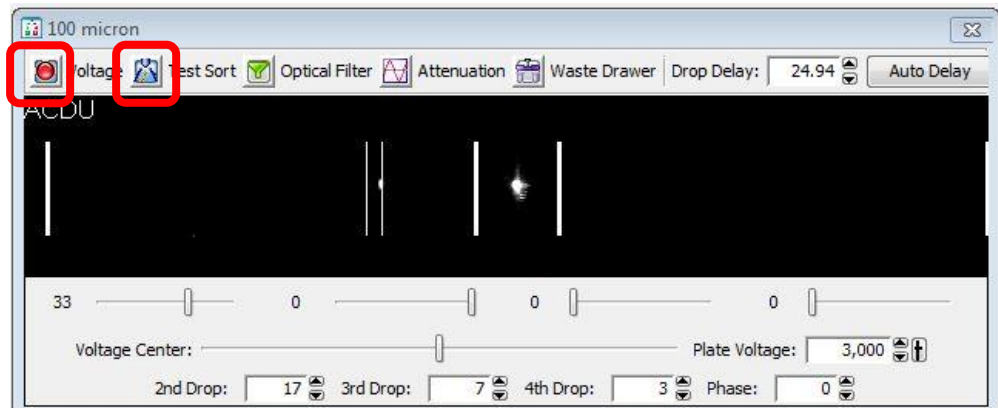 100 micron
Voltage Test Sort Optical Filter Attenuation Waste Drawer Drop Delay: 24.94 Auto Delay
ACDU
33 0 0 0
Voltage Center: Plate Voltage: 3,000
2nd Drop: 17 3rd Drop: 7 4th Drop: 3 Phase: 0